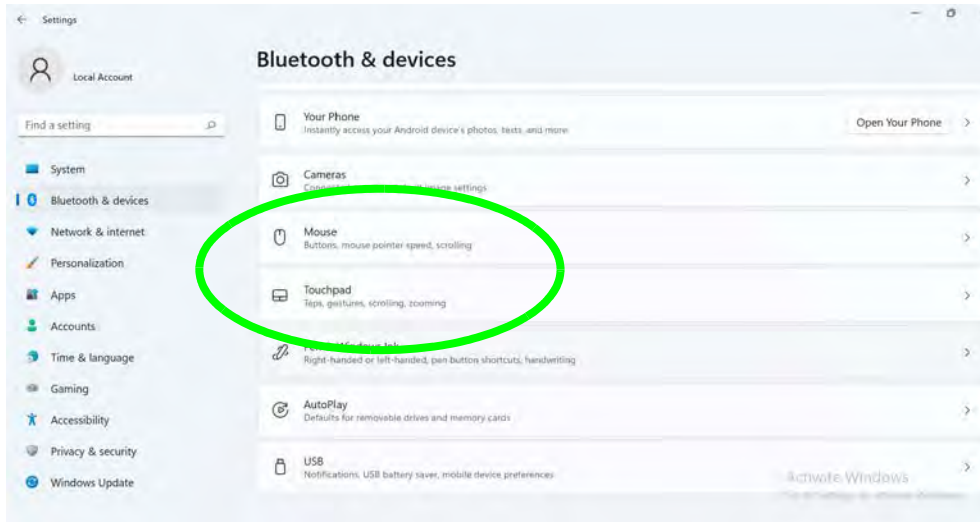 Settings
Local Account
Find a setting
System
Bluetooth & devices
Network & internet
Personalization
Apps
Accounts
Time & language
Gaming
Accessibility
Privacy & security
Windows Update
Bluetooth & devices
Your Phone
Instantly access your Android device's photos, texts, and more
Open Your Phone
Cameras
image settings
Mouse
Buttons, mouse pointer speed, scrolling
Touchpad
Taps, gestures, scrolling, zooming
Right-handed or left-handed, pen button shortcuts, handwriting
AutoPlay
Defaults for removable drives and memory cards
USB
Notifications, USB battery saver, mobile device preferences
Activate Windows